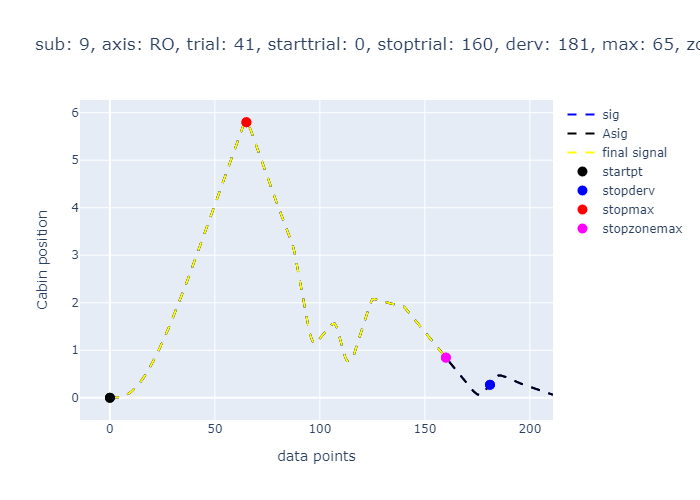 sub: 9, axis: RO, trial: 41, starttrial: 0, stoptrial: 160, derv: 181, max: 65,
6
5
4
3
2
1
0
Cabin position
0
50
100
150
200
data points
sig
Asig
final signal
startpt
stopderv
stopmax
stopzonemax